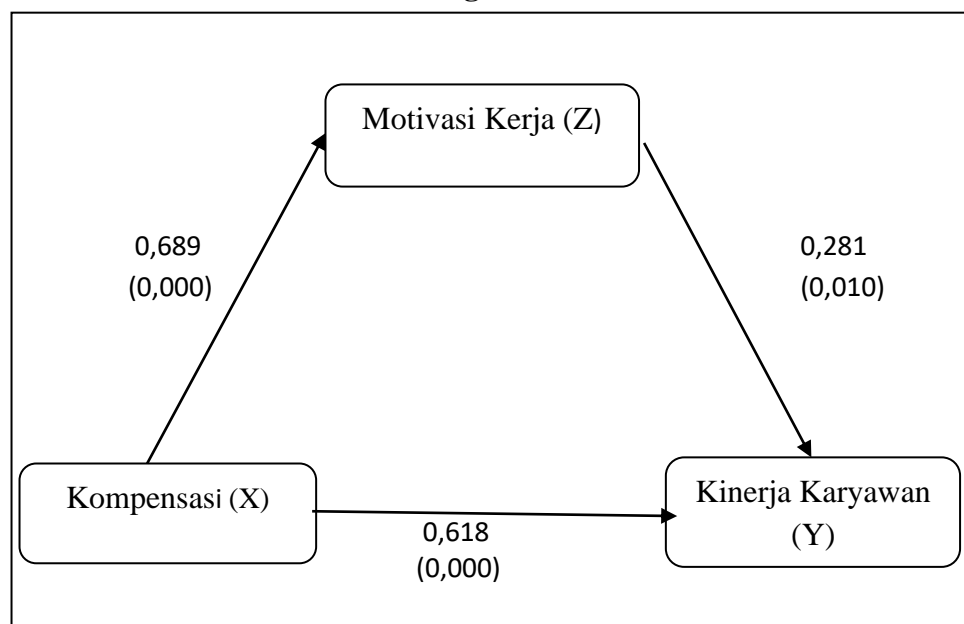 Motivasi Kerja (Z)
0,689
(0,000)
0,281
(0,010)
Kompensasi (X)
Kinerja Karyawan
(Y)
0,618
(0,000)